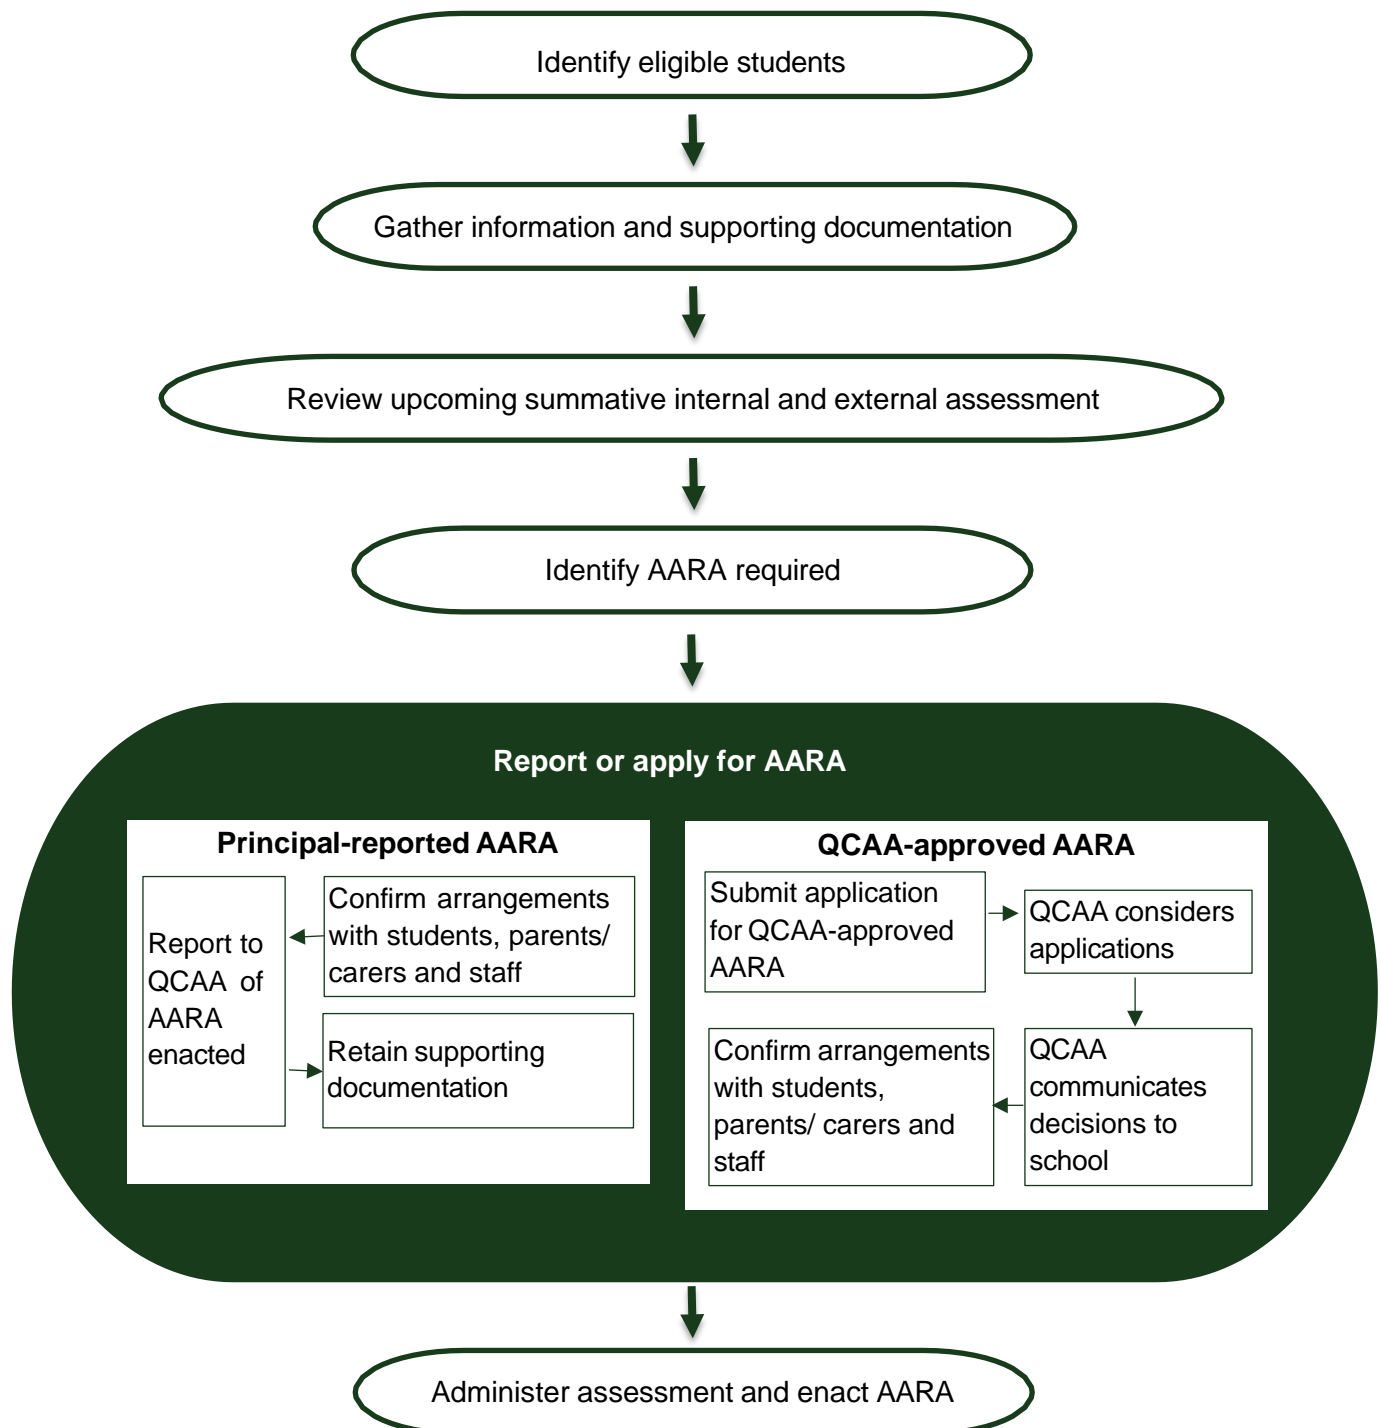 Identify eligible students
Gather information and supporting documentation
Review upcoming summative internal and external assessment
Identify AARA required
Report or apply for AARA
Principal-reported AARA
Confirm arrangements
with students, parents/
carers and staff
Report to
QCAA of
AARA
enacted
Retain supporting
documentation
QCAA-approved AARA
Submit application
for QCAA-approved
AARA
QCAA considers
applications
QCAA
communicates
decisions to
school
Confirm arrangements
with students,
parents/ carers and
staff
Administer assessment and enact AARA